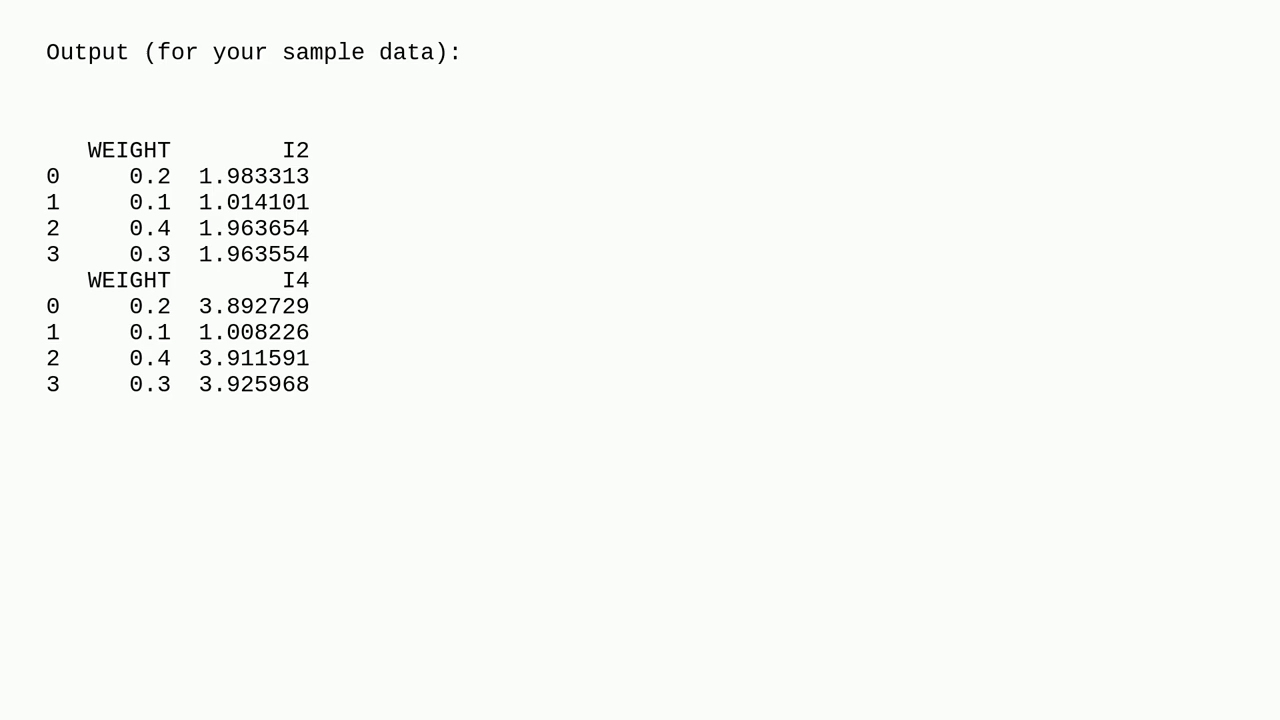 Output (for your sample data):
   WEIGHT        I2
0     0.2  1.983313
1     0.1  1.014101
2     0.4  1.963654
3     0.3  1.963554
   WEIGHT        I4
0     0.2  3.892729
1     0.1  1.008226
2     0.4  3.911591
3     0.3  3.925968